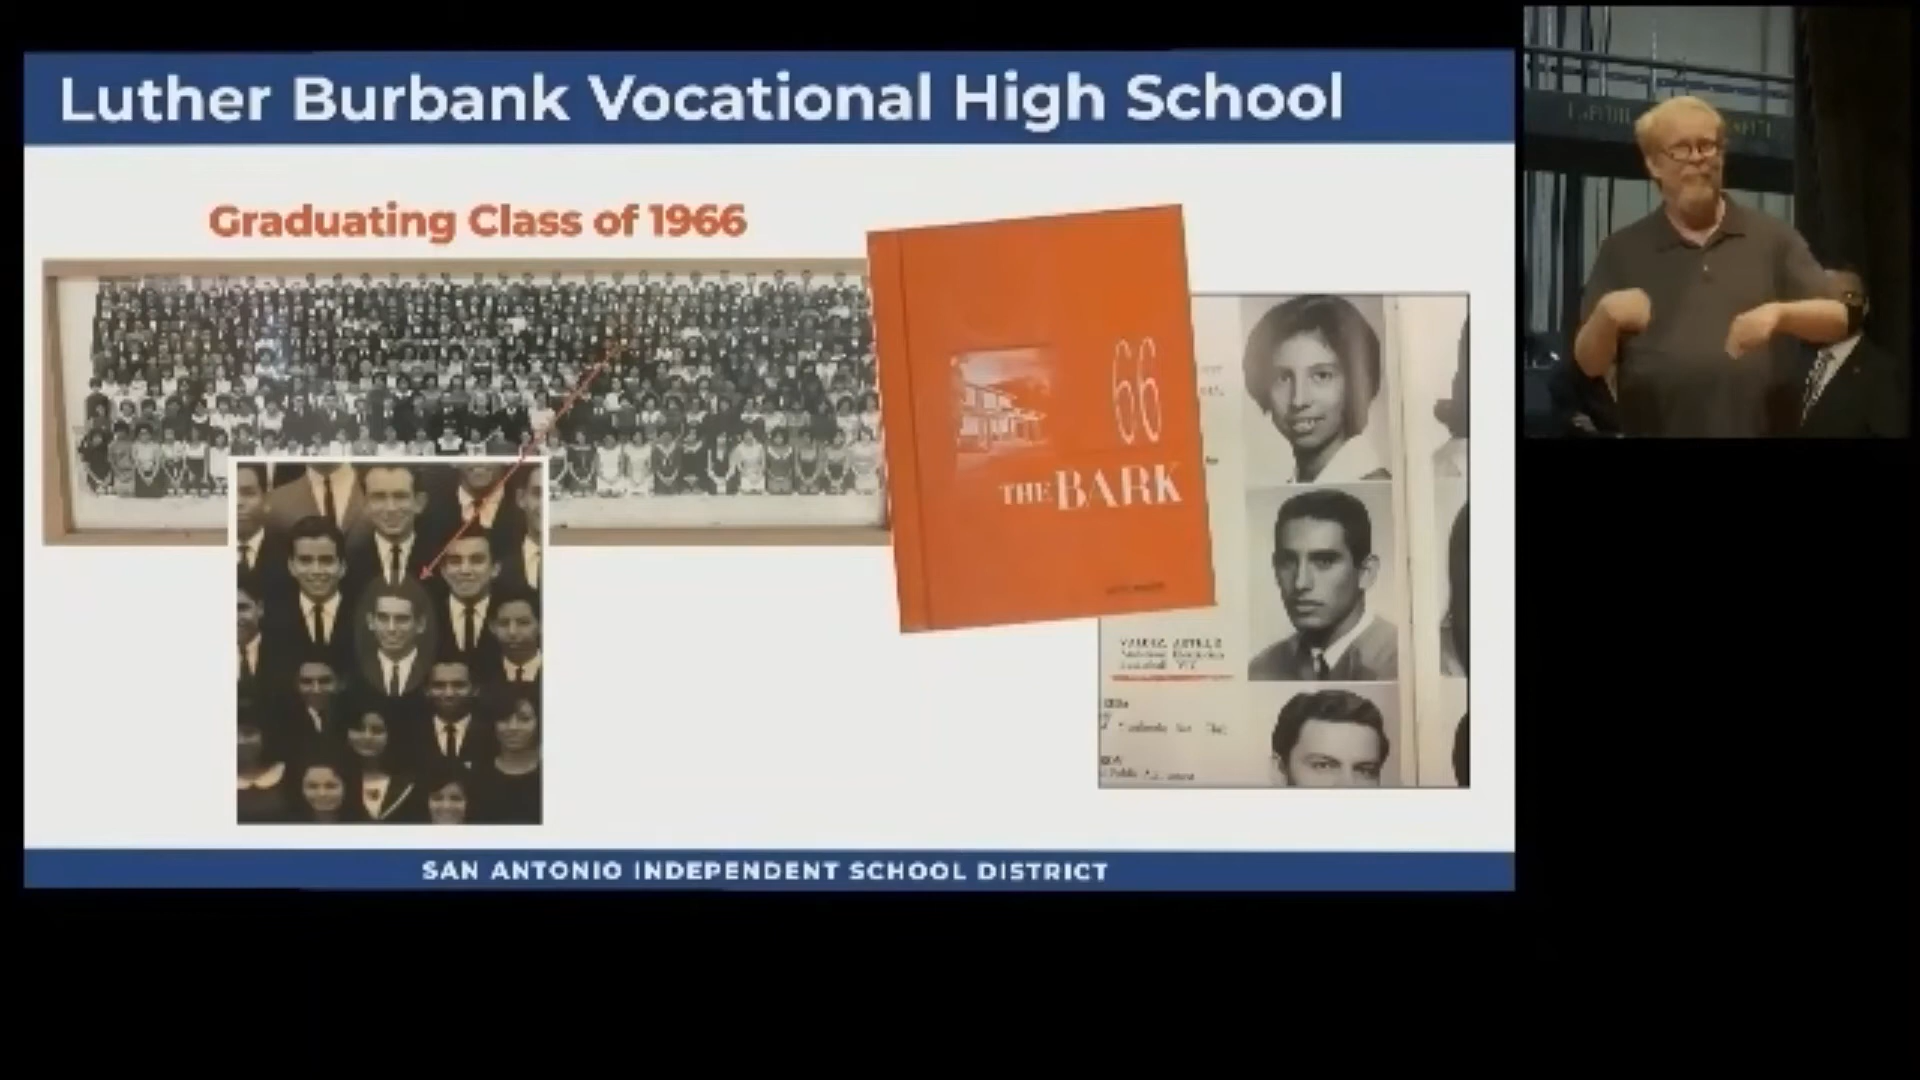 Luther Burbank Vocational High School
Graduating Class of 1966
66
THE BARK
SAN ANTONIO INDEPENDENT SCHOOL DISTRICT